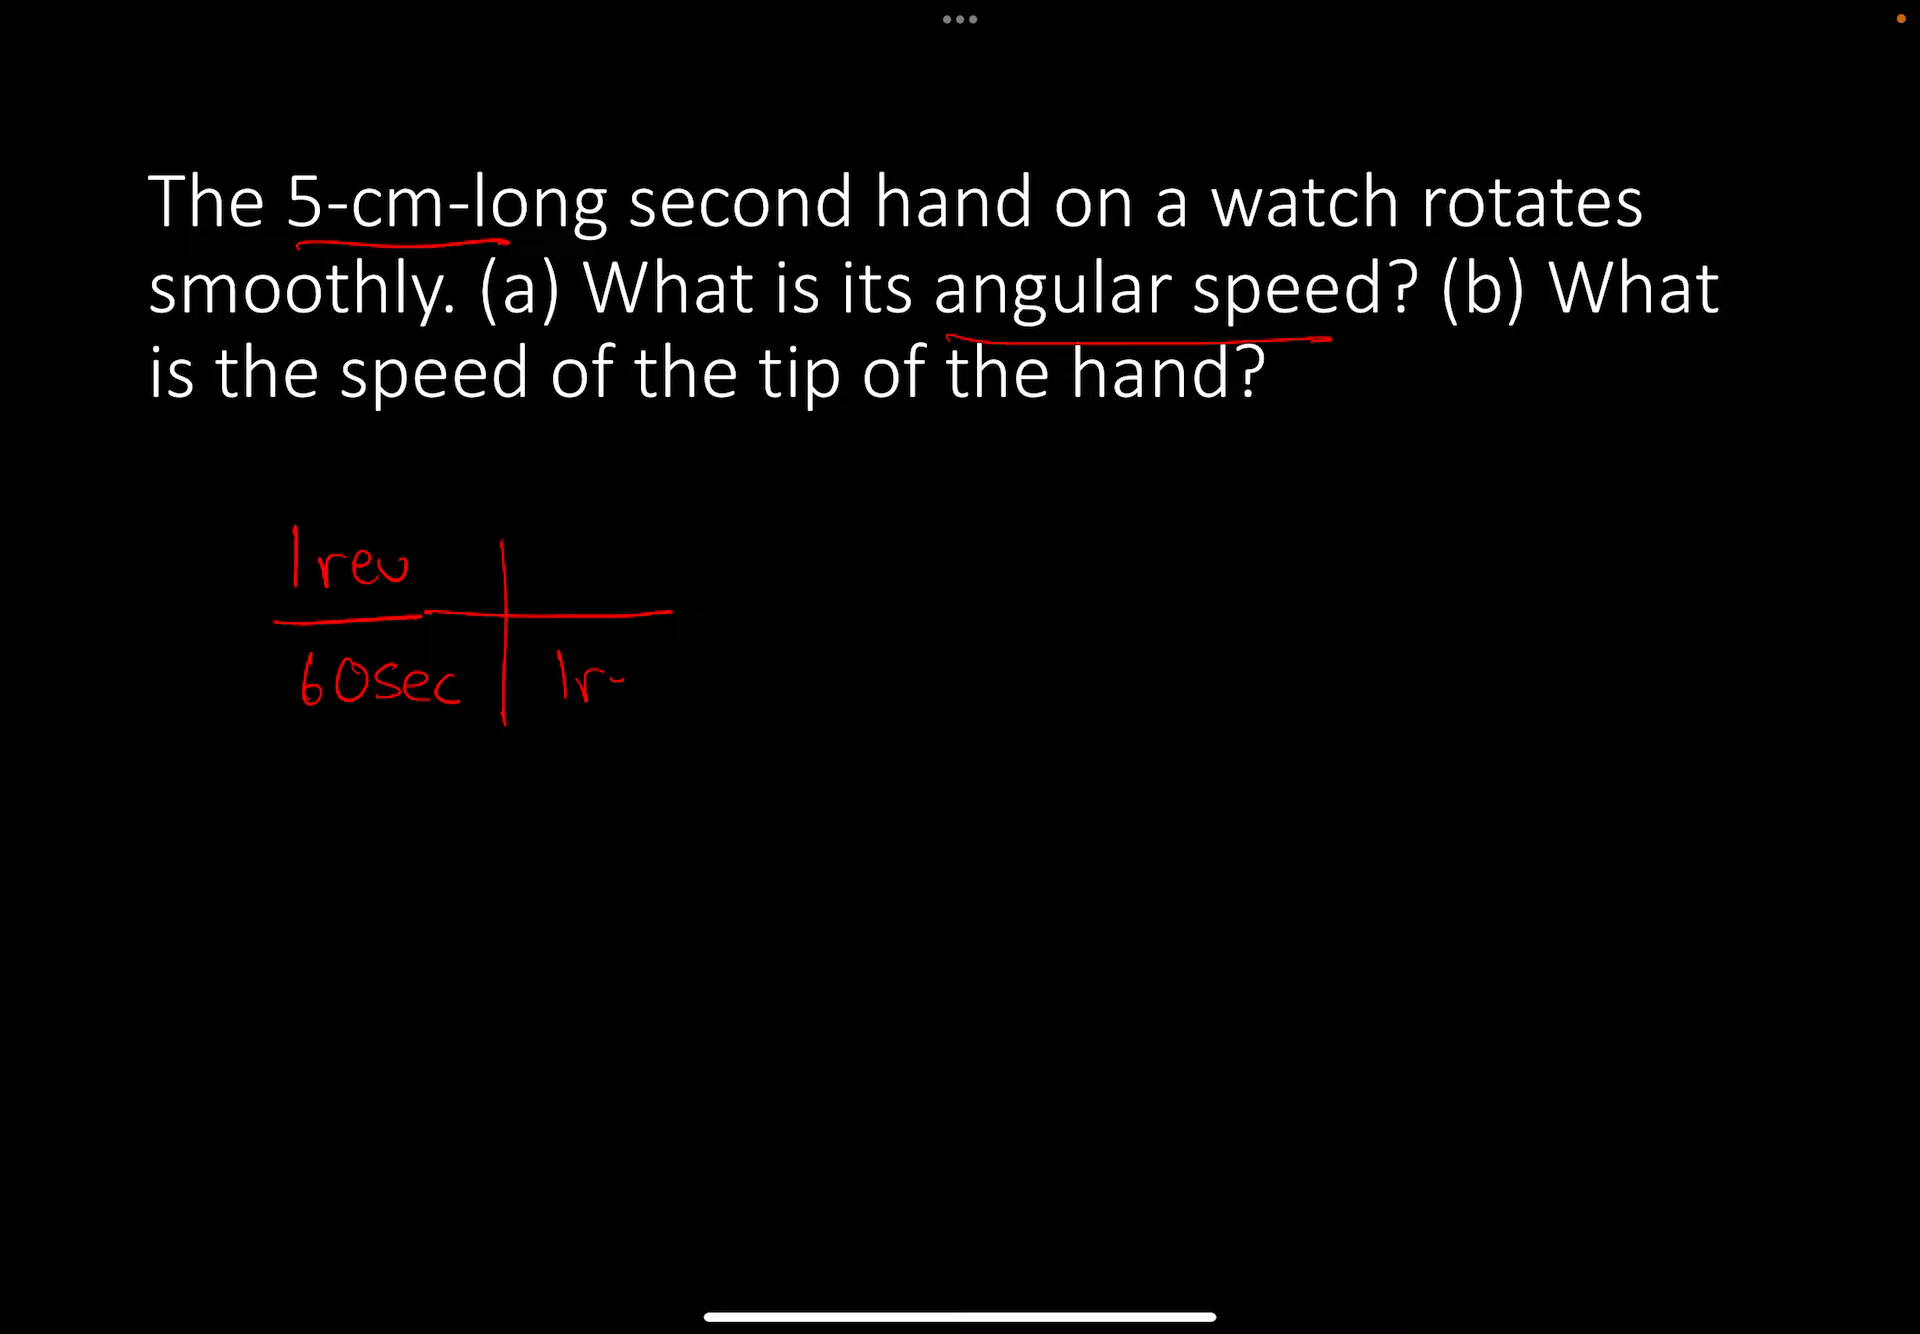 The 5-cm-long second hand on a watch rotates
smoothly. (a) What is its angular speed? (b) What
is the speed of the tip of the hand?
1rev
60sec 1r